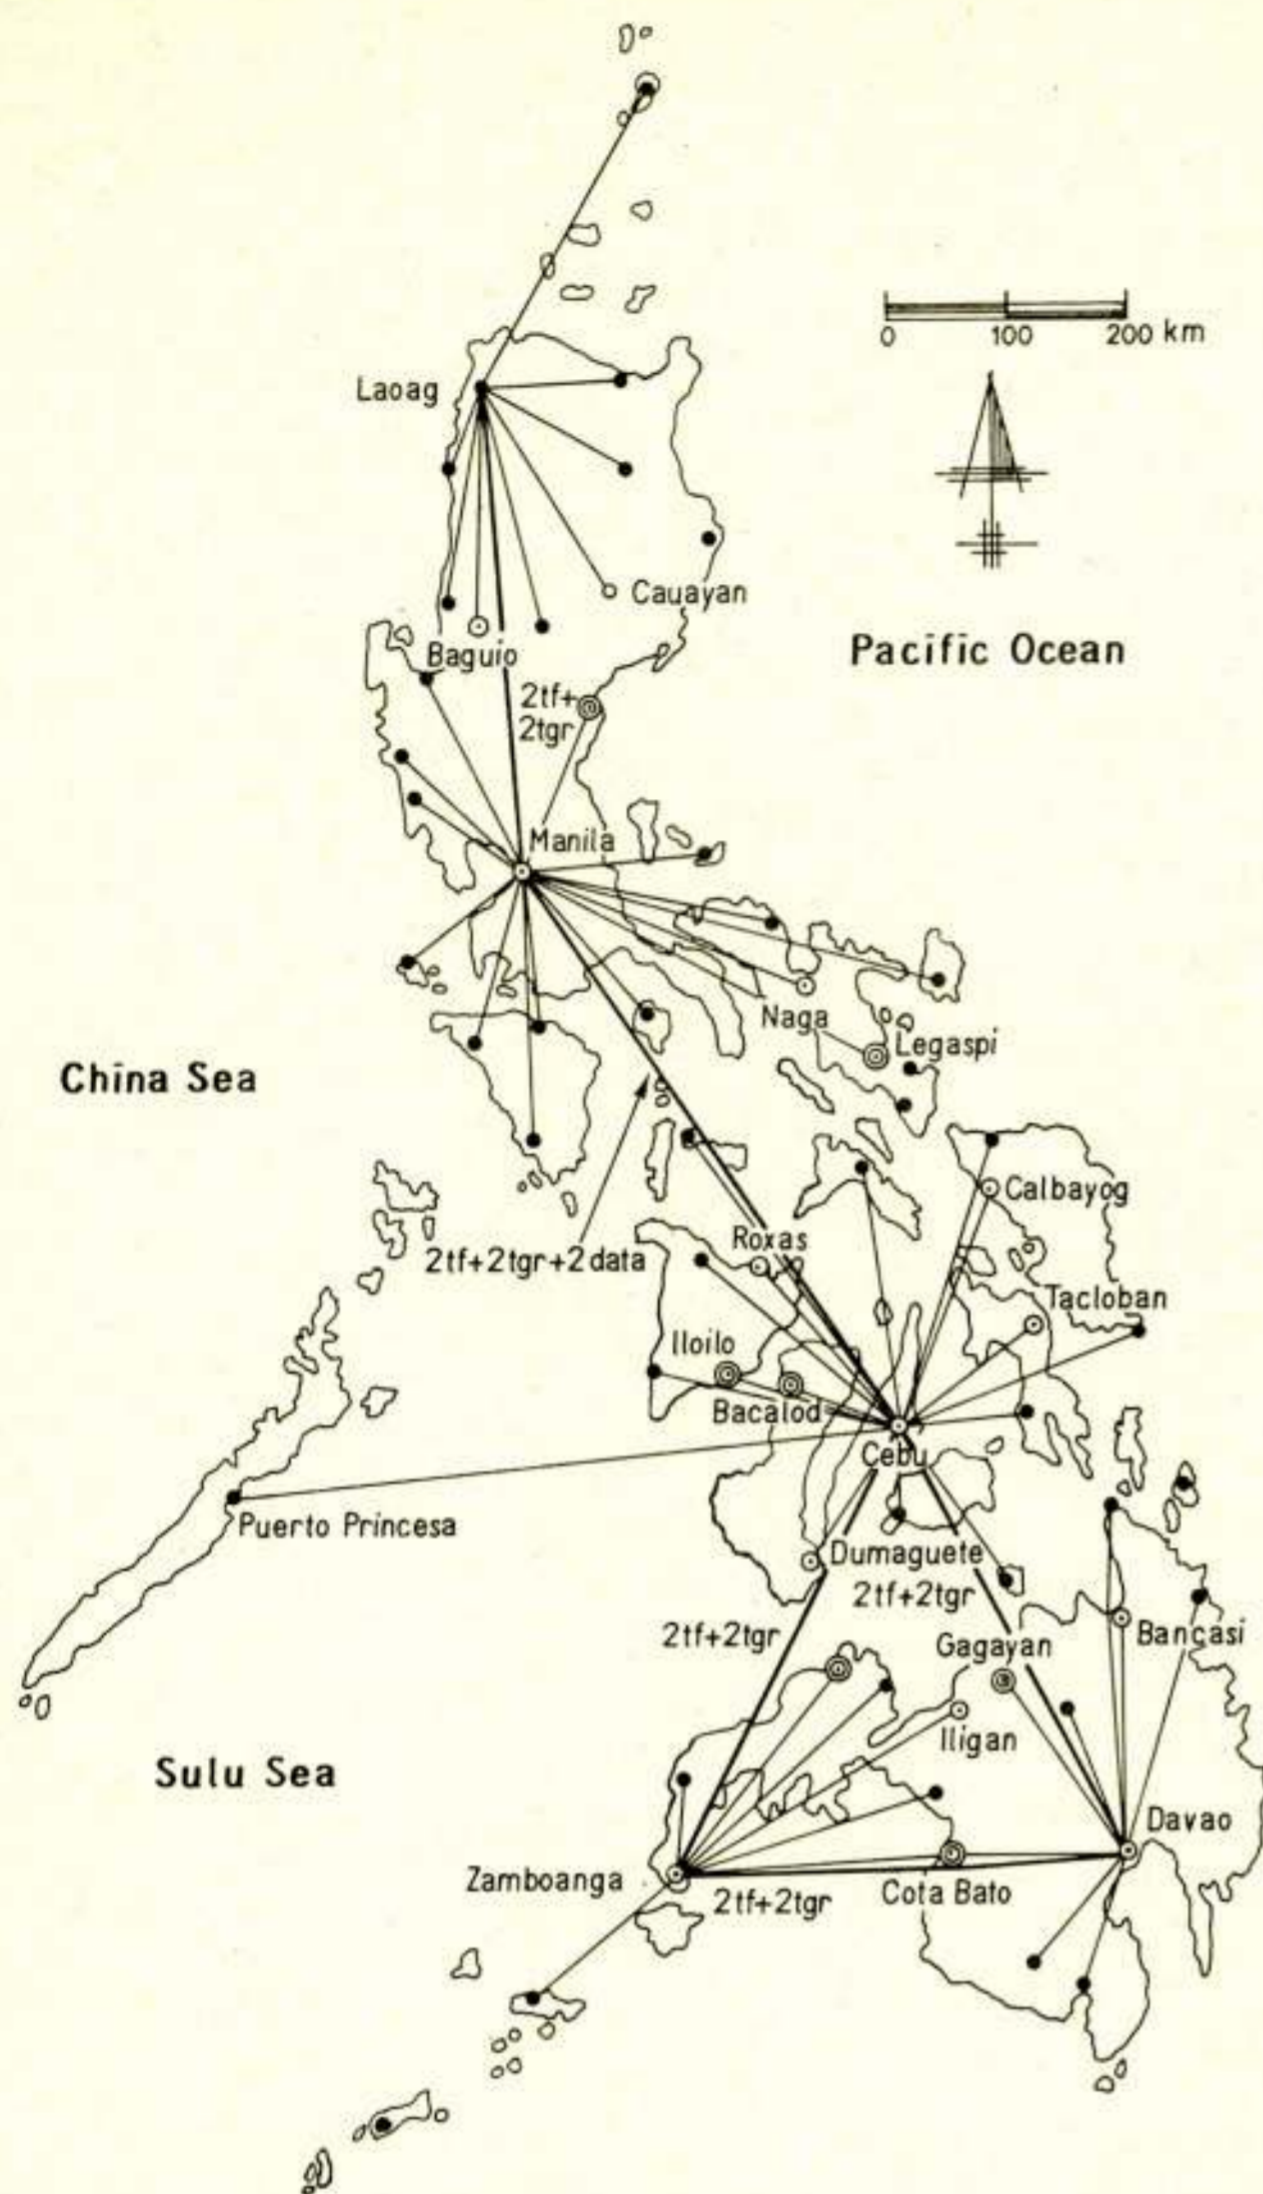 0 100 200 km
Laoag
Cauayan
Baguio
Pacific Ocean
2tf+
2tgr
Manila
Naga
Legaspi
China Sea
Calbayog
Roxas
2tf+2tgr+2data
Tacloban
Iloilo
Bacalod
Cebu
Puerto Princesa
Dumaguete
2tf+2tgr
2tf+2tgr
Bancasi
Gagayan
Iligan
Sulu Sea
Davao
Zamboanga
Cota Bato
2tf+2tgr